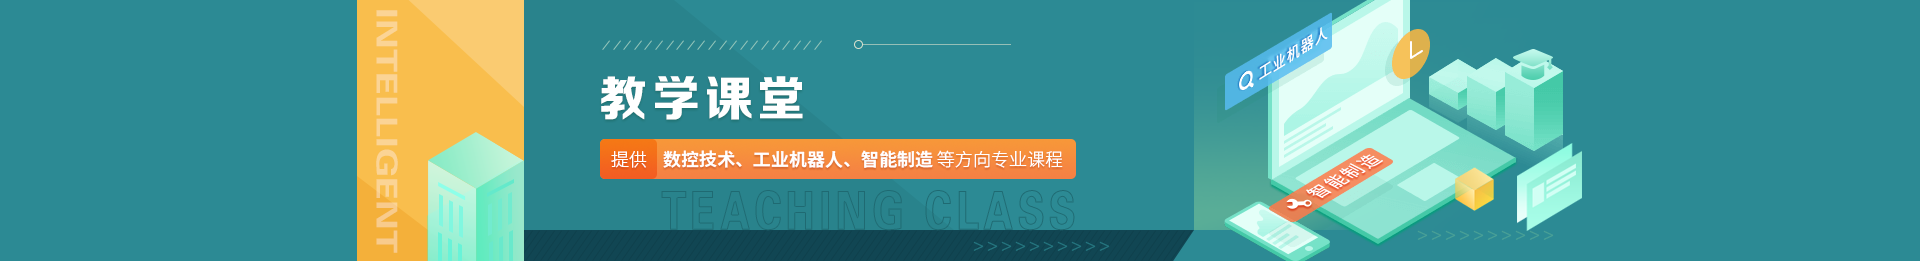 INTELLIGENT
教学课堂
提供 数控技术、工业机器人、智能制造 等方向专业课程
TEACHING CLASS
工业机器人
智能制造